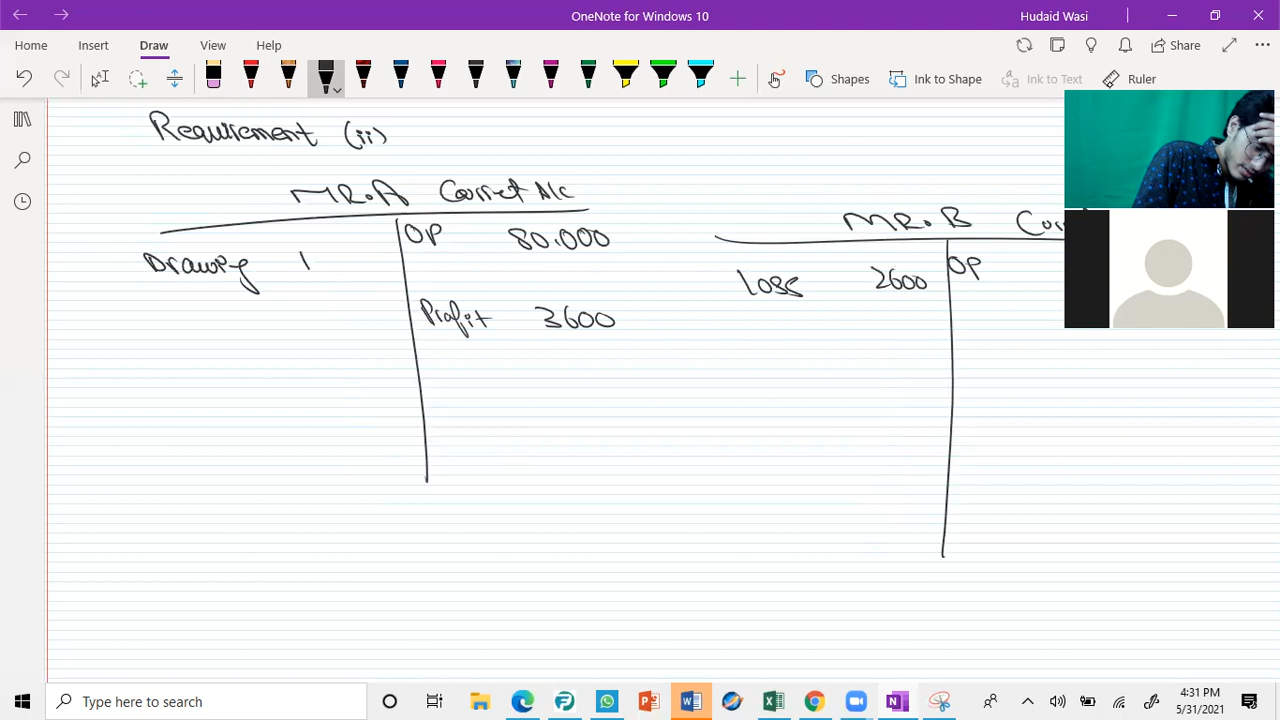 OneNote for Windows 10
Hudaid Wasi
Home Insert Draw View Help
Share
Shapes Ink to Shape Ink to Text Ruler
Requirement (ii)
MR.A Current A/c
OP 80,000
Drawing 1
Profit 3600
MR.B
Loss 2600 OP
Type here to search
4:31 PM
5/31/2021